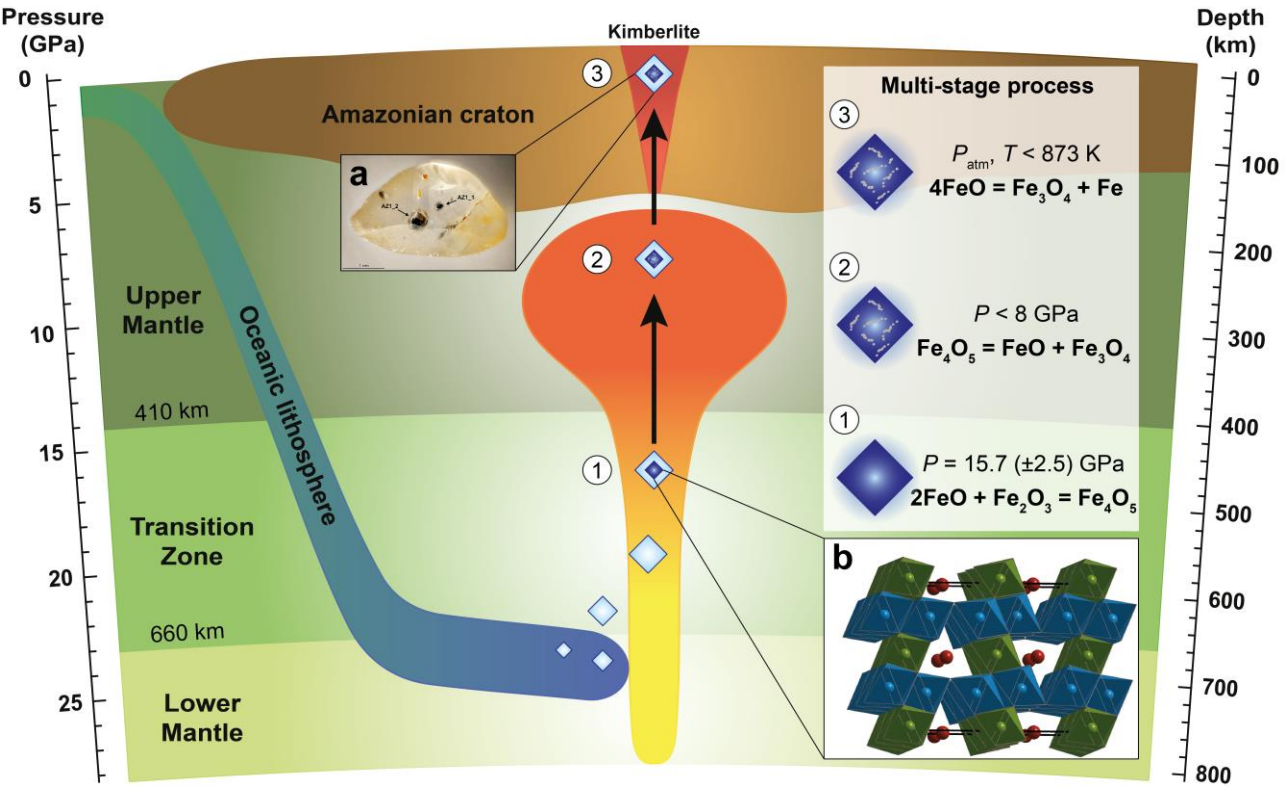 Pressure
(GPa)
0
5
10
15
20
25
Kimberlite
Depth
(km)
0
100
200
300
400
500
600
700
800
3
Amazonian craton
a
AZ1_2
AZ1_1
2
Upper
Mantle
Oceanic lithosphere
410 km
1
Transition
Zone
660 km
Lower
Mantle
Multi-stage process
3
Patm, T < 873 K
4FeO = Fe₃O₄ + Fe
2
P < 8 GPa
Fe₄O₅ = FeO + Fe₃O₄
1
P = 15.7 (±2.5) GPa
2FeO + Fe₂O₃ = Fe₄O₅
b